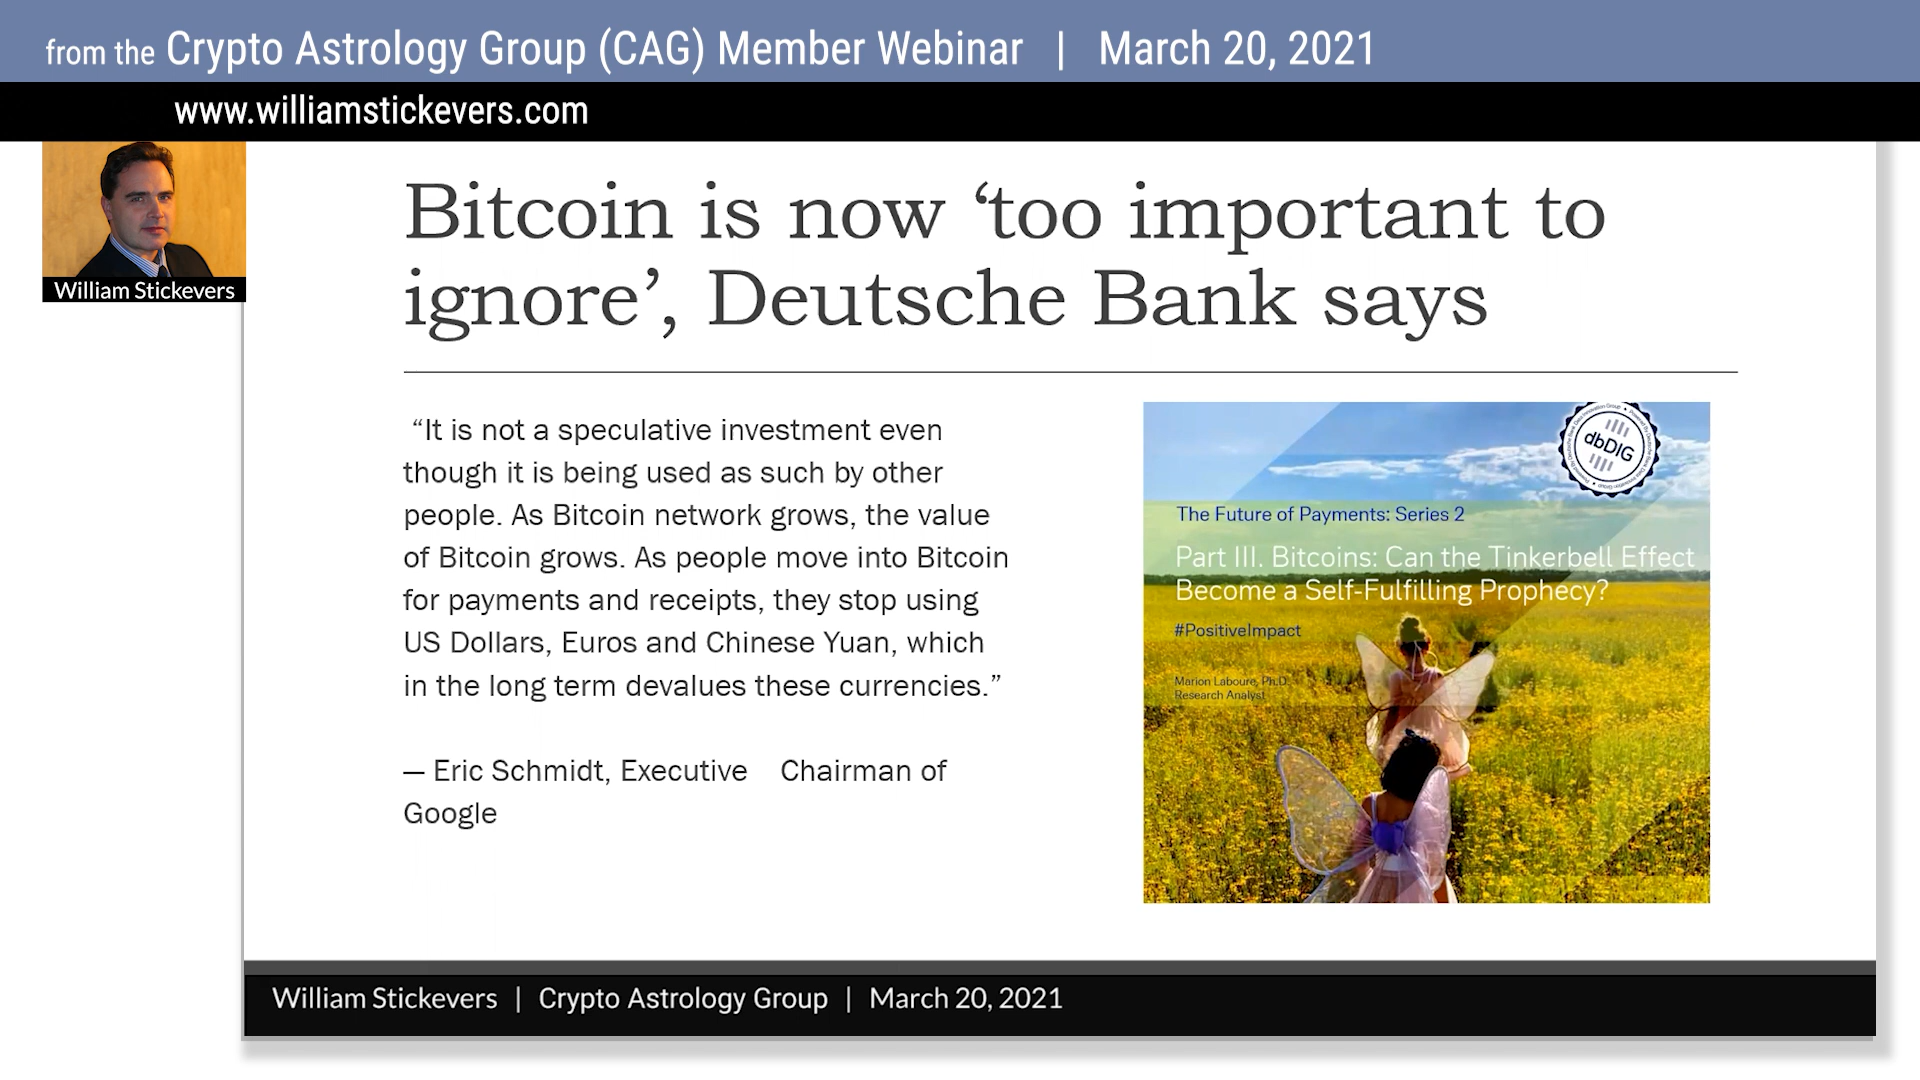 from the Crypto Astrology Group (CAG) Member Webinar | March 20, 2021
www.williamstickevers.com
William Stickevers
Bitcoin is now ‘too important to
ignore’, Deutsche Bank says
“It is not a speculative investment even
though it is being used as such by other
people. As Bitcoin network grows, the value
of Bitcoin grows. As people move into Bitcoin
for payments and receipts, they stop using
US Dollars, Euros and Chinese Yuan, which
in the long term devalues these currencies.”
— Eric Schmidt, Executive Chairman of
Google
dbDIG
The Future of Payments: Series 2
Part III. Bitcoins: Can the Tinkerbell Effect
Become a Self-Fulfilling Prophecy?
#PositiveImpact
Marion Laboure, Ph.D.
Research Analyst
William Stickevers | Crypto Astrology Group | March 20, 2021